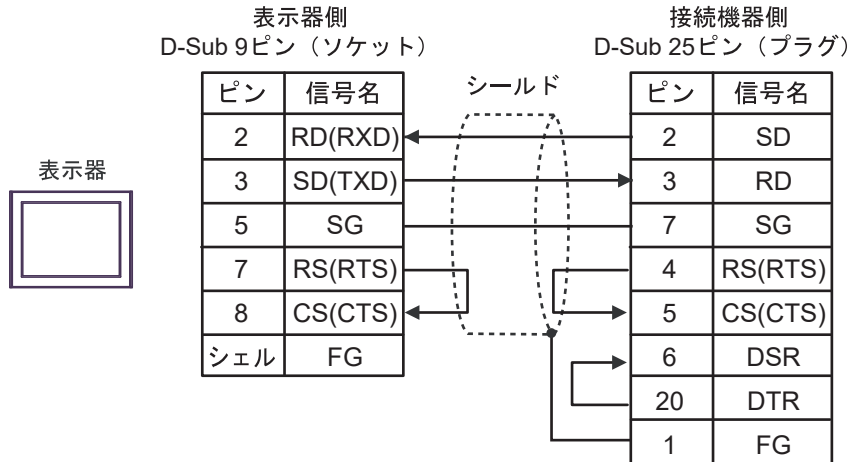 表示器側
D-Sub 9ピン（ソケット）
接続機器側
D-Sub 25ピン（プラグ）
シールド
表示器
ピン 信号名
2 RD(RXD)
3 SD(TXD)
5 SG
7 RS(RTS)
8 CS(CTS)
シェル FG
ピン 信号名
2 SD
3 RD
7 SG
4 RS(RTS)
5 CS(CTS)
6 DSR
20 DTR
1 FG